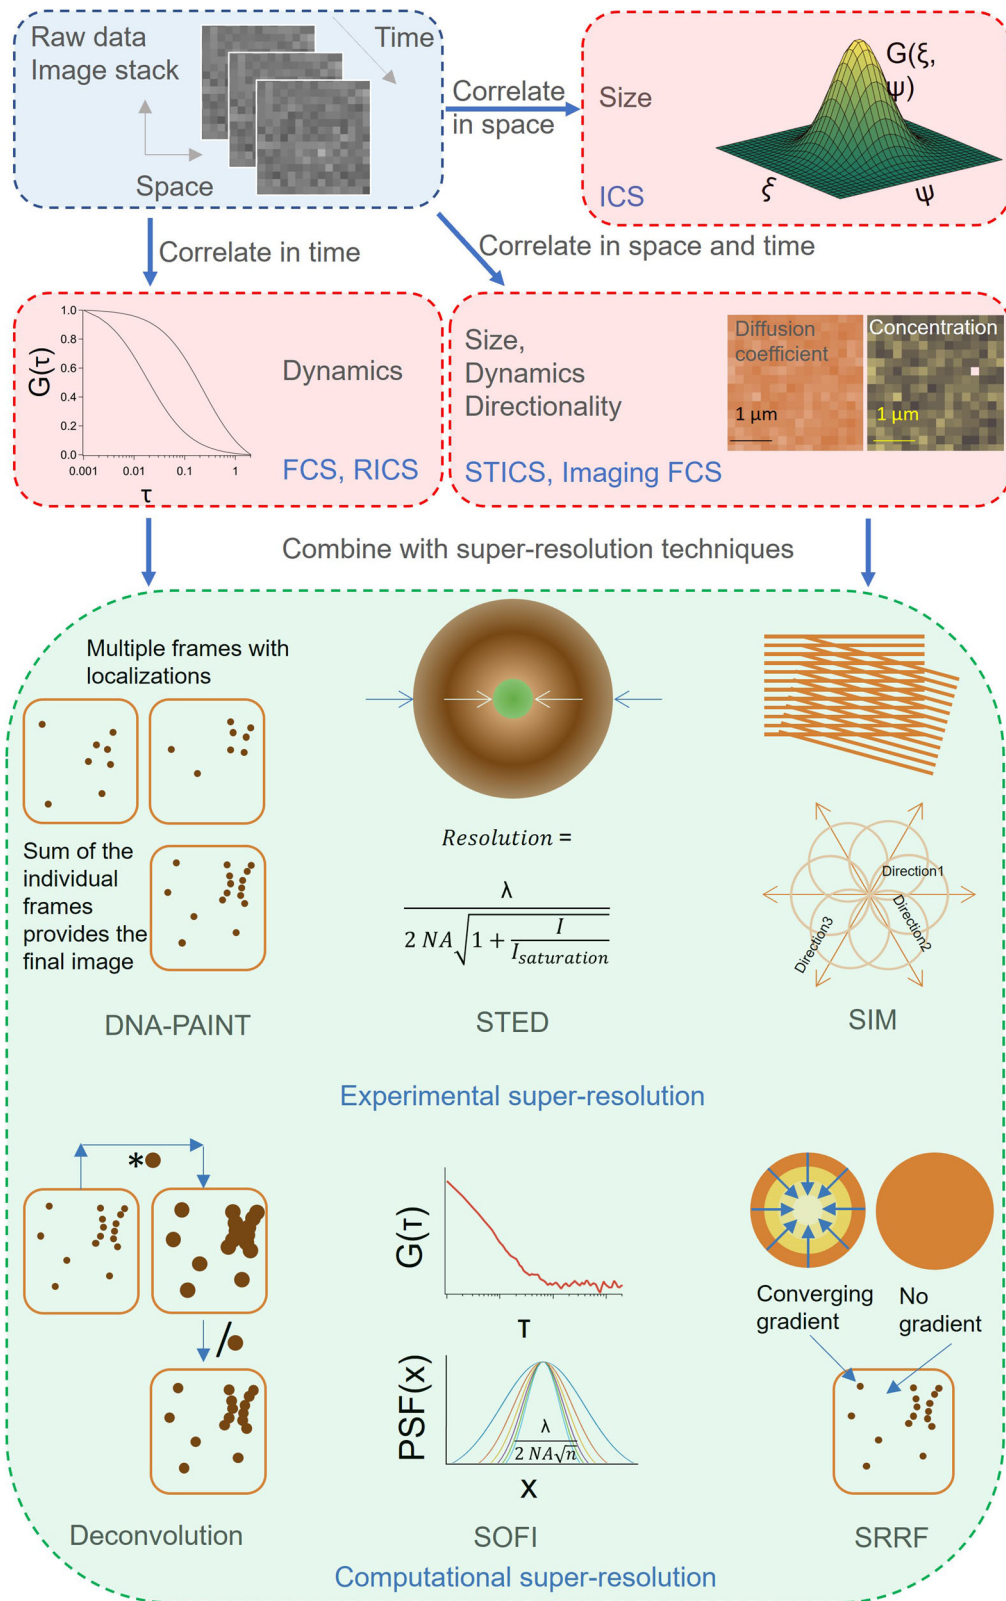 Raw data
Image stack
Time
Space
Correlate
in space
Size
G(ξ,
ψ)
ξ
ψ
ICS
Correlate in time
Correlate in space and time
1.0
0.8
0.6
0.4
0.2
0.0
G(τ)
0.001
0.01
0.1
1
τ
Dynamics
FCS, RICS
Size,
Dynamics
Directionality
STICS, Imaging FCS
Diffusion
coefficient
1 μm
Concentration
1 μm
Combine with super-resolution techniques
Multiple frames with
localizations
Sum of the
individual
frames
provides the
final image
DNA-PAINT
Resolution =
λ
2 NA√1 + I
I saturation
STED
Direction1
Direction2
Direction3
SIM
Experimental super-resolution
*
/
Deconvolution
G(τ)
τ
PSF(x)
λ
2 NA√n
x
SOFI
Converging
gradient
No
gradient
SRRF
Computational super-resolution